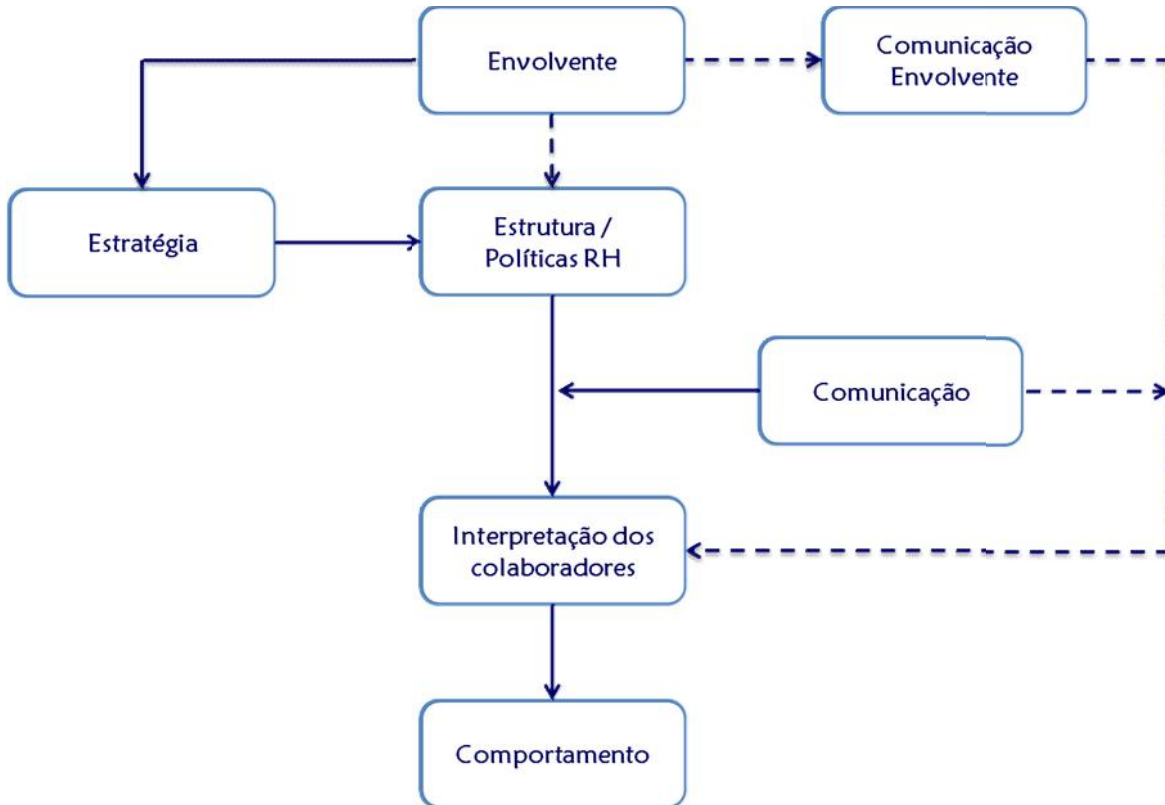 Envolvente
Comunicação
Envolvente
Estratégia
Estrutura /
Políticas RH
Comunicação
Interpretação dos
colaboradores
Comportamento